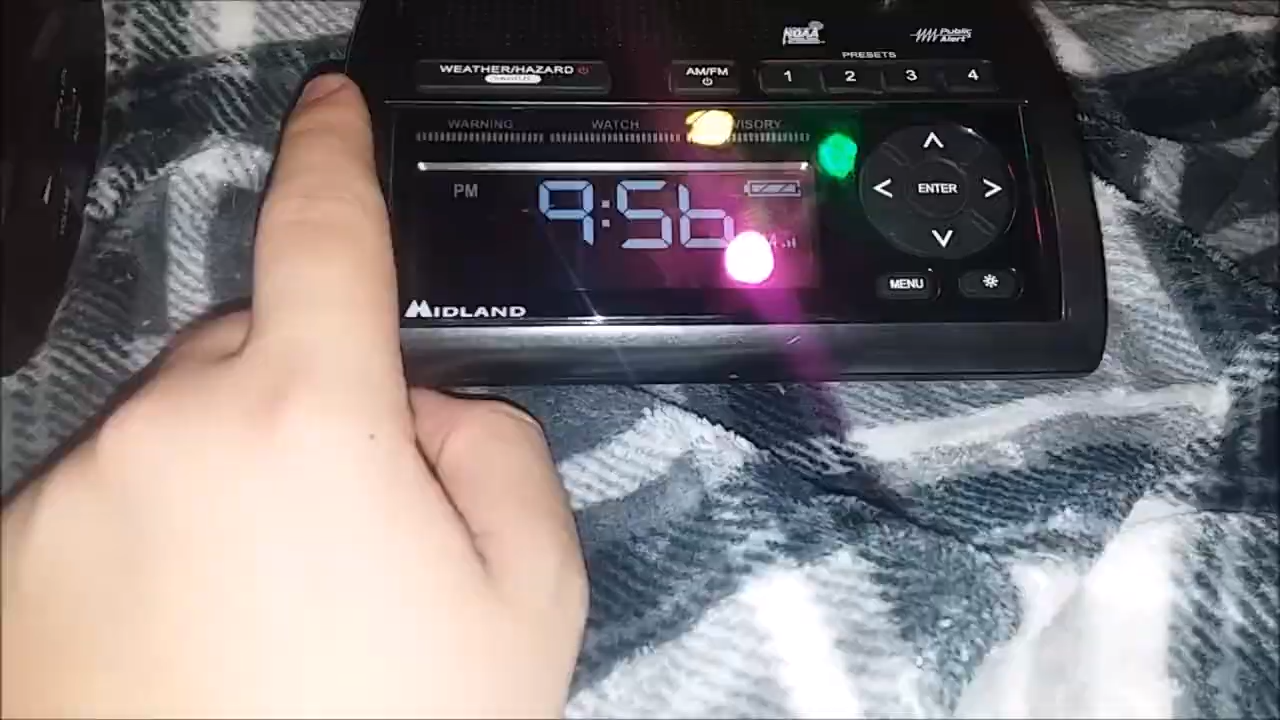 NOAA
Public Alert
PRESETS
WEATHER/HAZARD
AM/FM
1 2 3 4
WARNING WATCH
PM 9:56
ENTER
MENU
MIDLAND